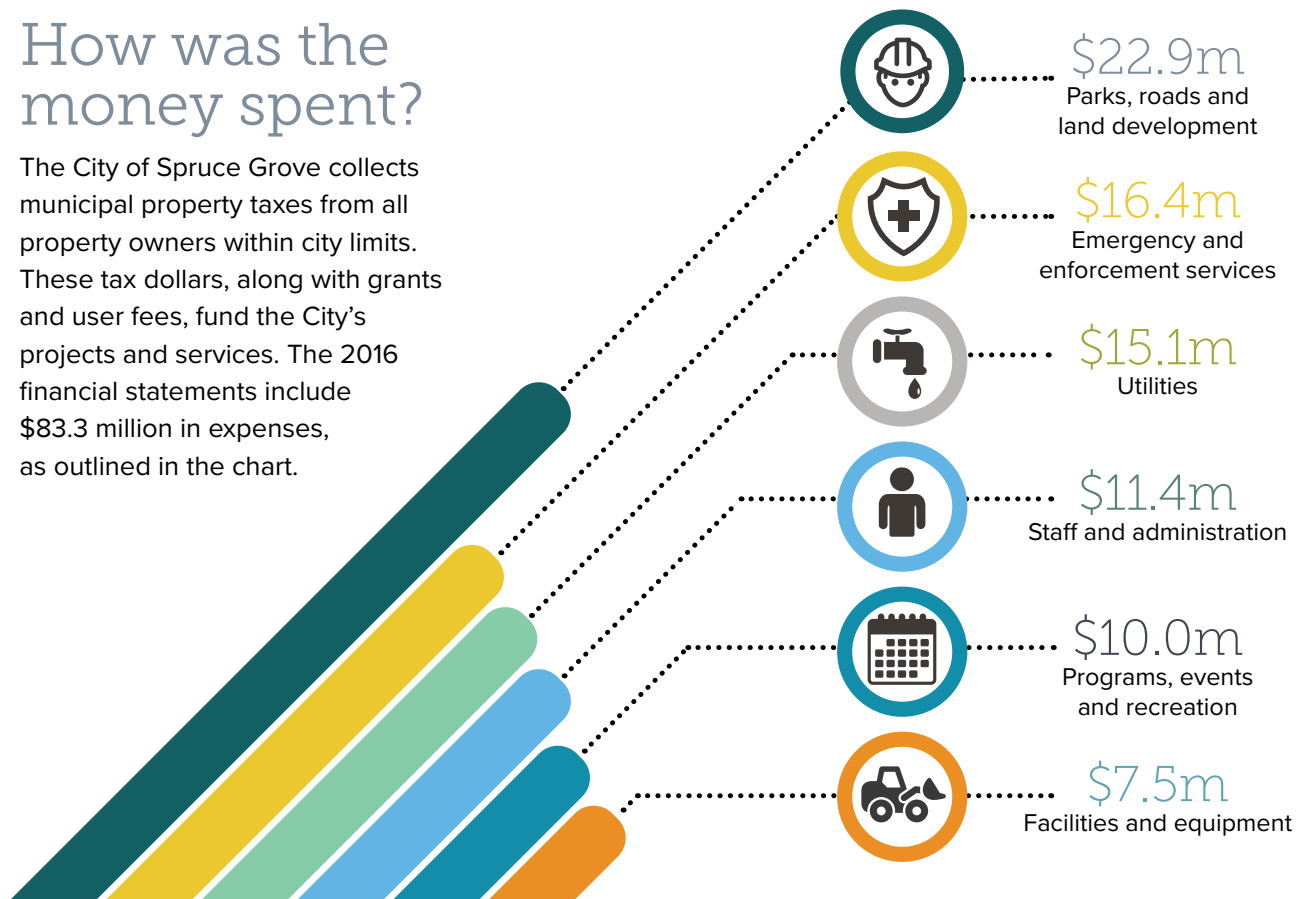 How was the
money spent?
The City of Spruce Grove collects
municipal property taxes from all
property owners within city limits.
These tax dollars, along with grants
and user fees, fund the City’s
projects and services. The 2016
financial statements include
$83.3 million in expenses,
as outlined in the chart.
$22.9m
Parks, roads and
land development
$16.4m
Emergency and
enforcement services
$15.1m
Utilities
$11.4m
Staff and administration
$10.0m
Programs, events
and recreation
$7.5m
Facilities and equipment